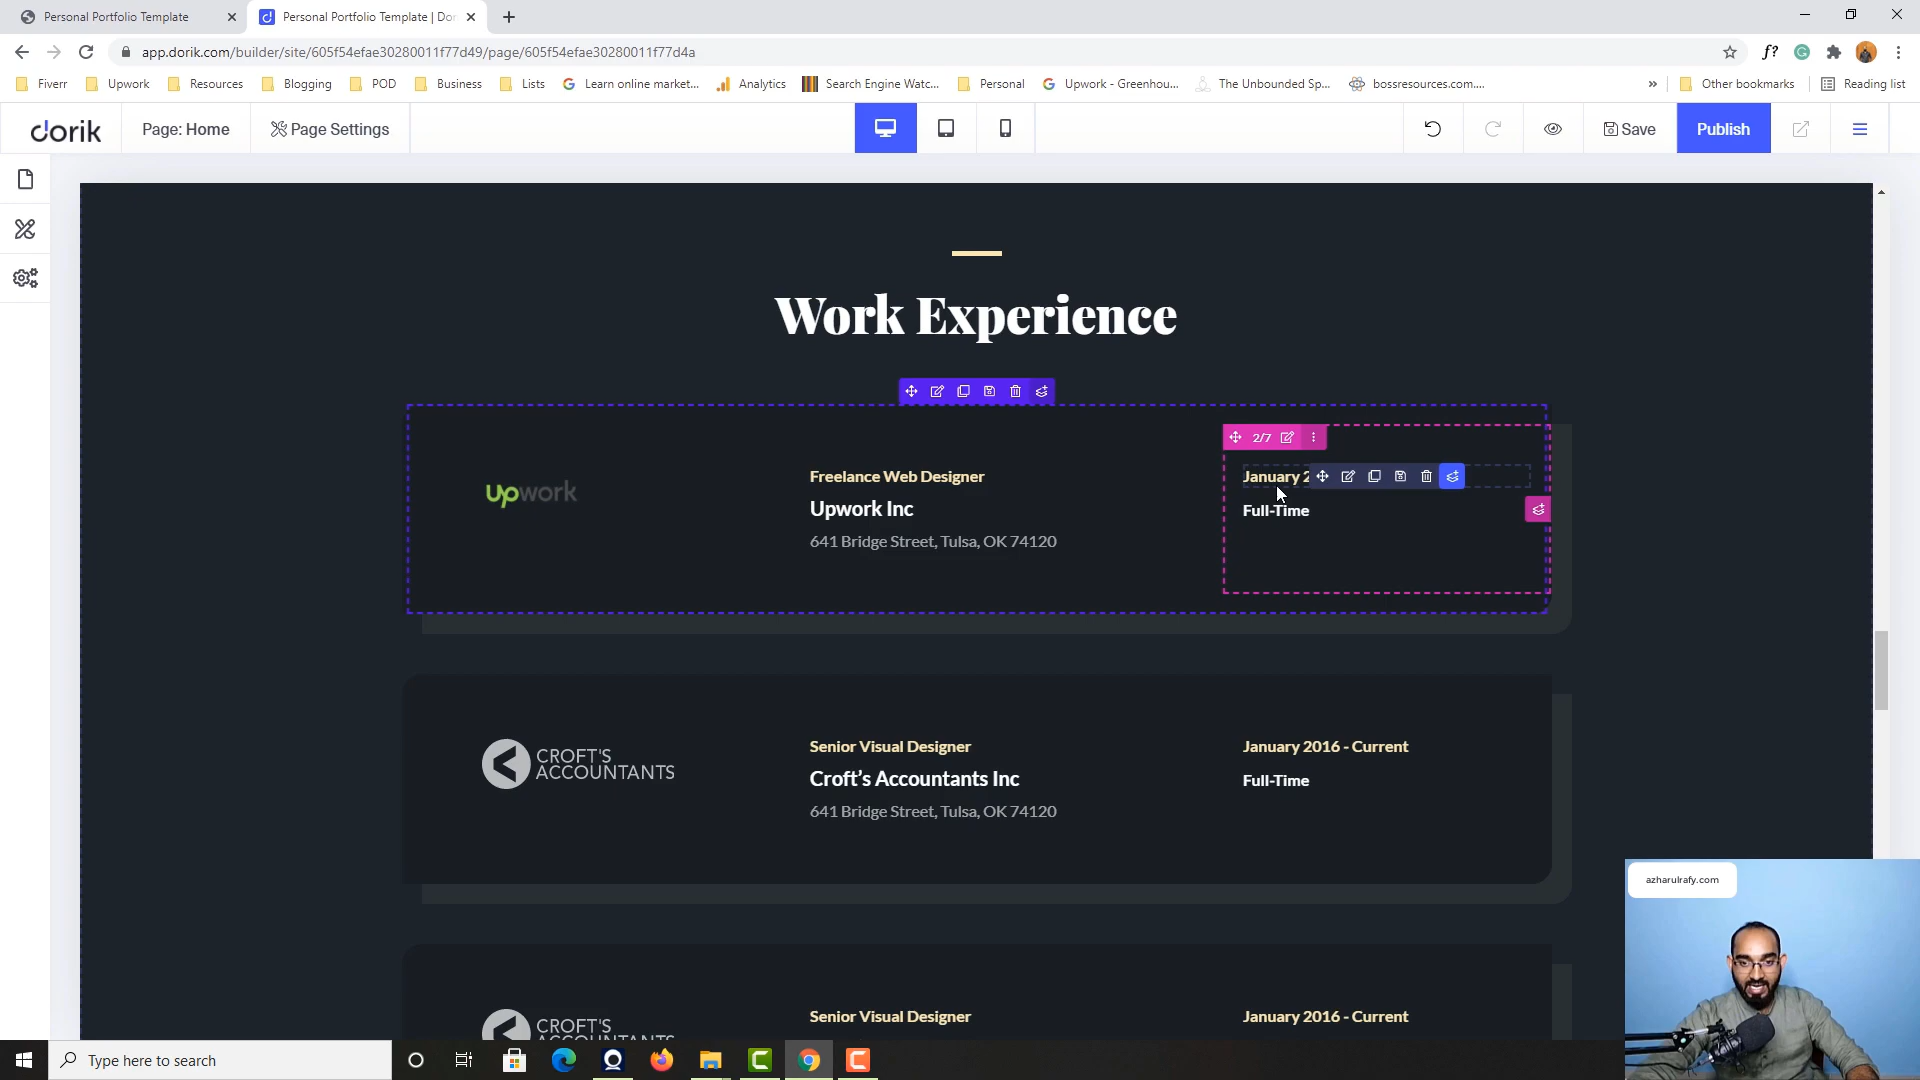 Personal Portfolio Template
Personal Portfolio Template | Dor
app.dorik.com/builder/site/605f54efae30280011f77d49/page/605f54efae30280011f77d4a
f?
Fiverr
Upwork
Resources
Blogging
POD
Business
Lists
Learn online market...
Analytics
Search Engine Watc...
Personal
Upwork - Greenhou...
The Unbounded Sp...
bossresources.com....
»
Other bookmarks
Reading list
dorik
Page: Home
Page Settings
Save
Publish
Work Experience
2/7
upwork
Freelance Web Designer
Upwork Inc
641 Bridge Street, Tulsa, OK 74120
January 2
Full-Time
CROFT'S
ACCOUNTANTS
Senior Visual Designer
Croft’s Accountants Inc
641 Bridge Street, Tulsa, OK 74120
January 2016 - Current
Full-Time
CROFT'S
ACCOUNTANTS
Senior Visual Designer
January 2016 - Current
azharulrafy.com
Type here to search